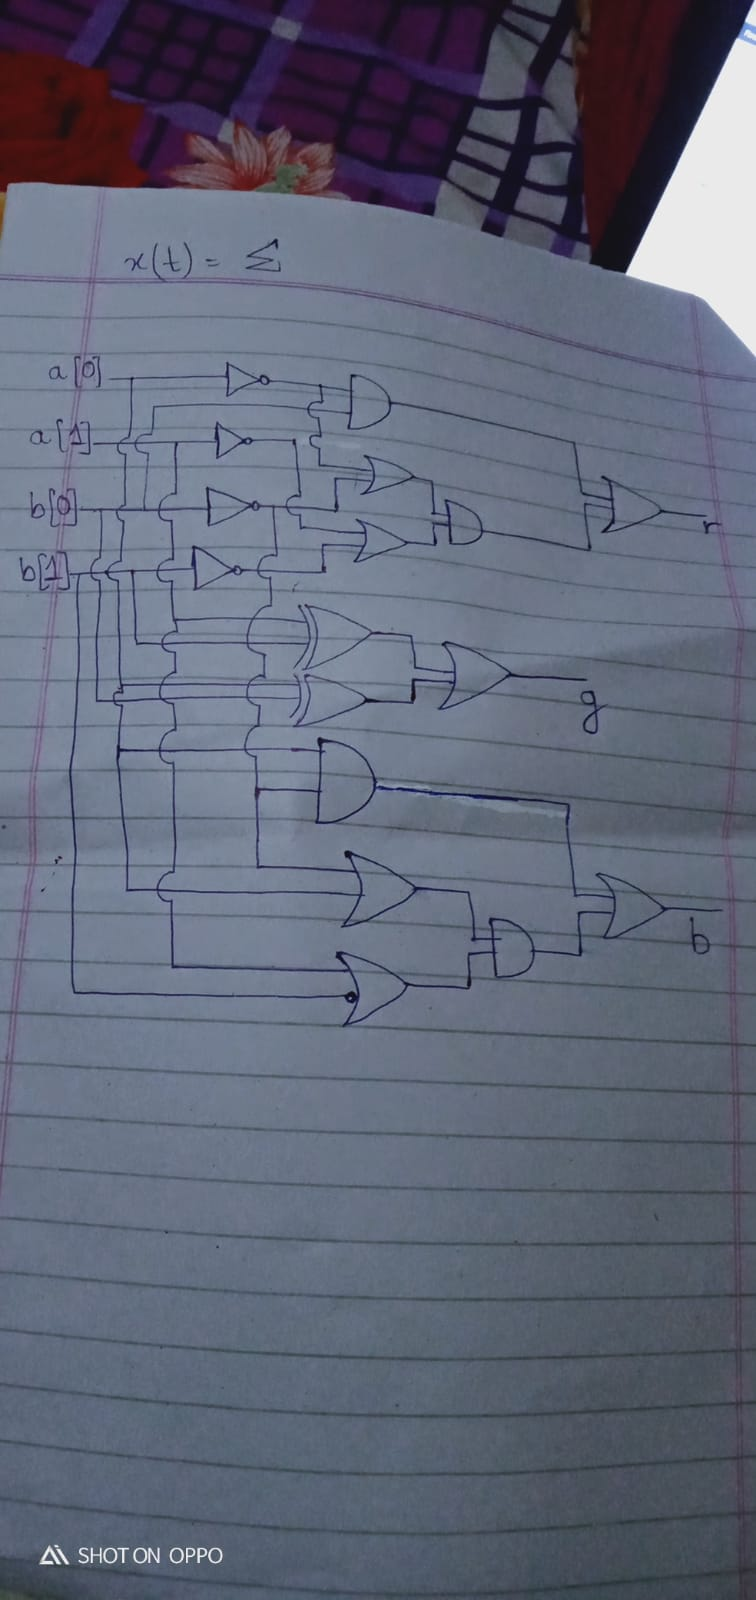 x(t) = Σ
a[0]
a[1]
b[0]
b[1]
r
g
b
SHOT ON OPPO